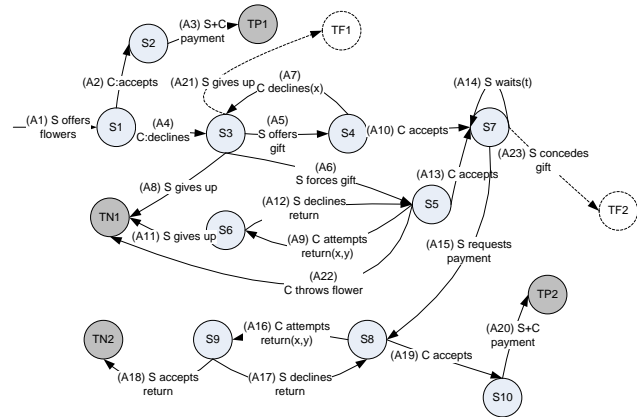 (A3) S+C
payment
TP1
TF1
S2
(A2) C:accepts
(A21) S gives up
(A7)
C declines(x)
(A14) S waits(t)
(A1) S offers
flowers
S1
(A4)
C:declines
S3
(A5)
S offers
gift
S4
(A10) C accepts
S7
(A23) S concedes
gift
(A6)
S forces gift
(A13) C accepts
(A8) S gives up
(A12) S declines
return
S5
TF2
TN1
(A11) S gives up
S6
(A9) C attempts
return(x,y)
(A15) S requests
payment
(A22)
C throws flower
TP2
(A16) C attempts
return(x,y)
(A20) S+C
payment
TN2
S9
S8
(A19) C accepts
(A18) S accepts
return
(A17) S declines
return
S10